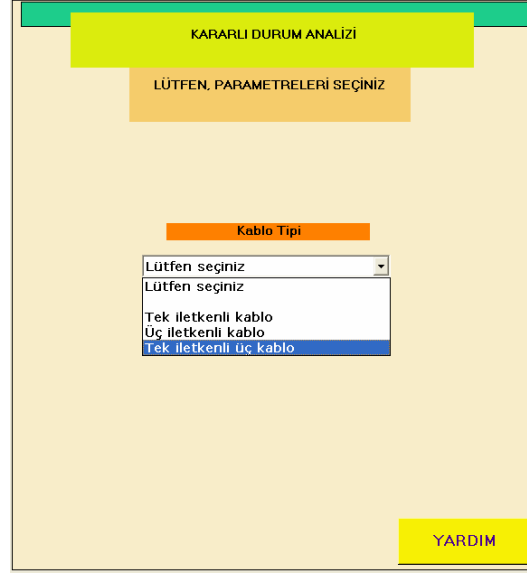 KARARLI DURUM ANALİZİ
LÜTFEN, PARAMETRELERİ SEÇİNİZ
Kablo Tipi
Lütfen seçiniz
Lütfen seçiniz
Tek iletkenli kablo
Üç iletkenli kablo
Tek iletkenli üç kablo
YARDIM